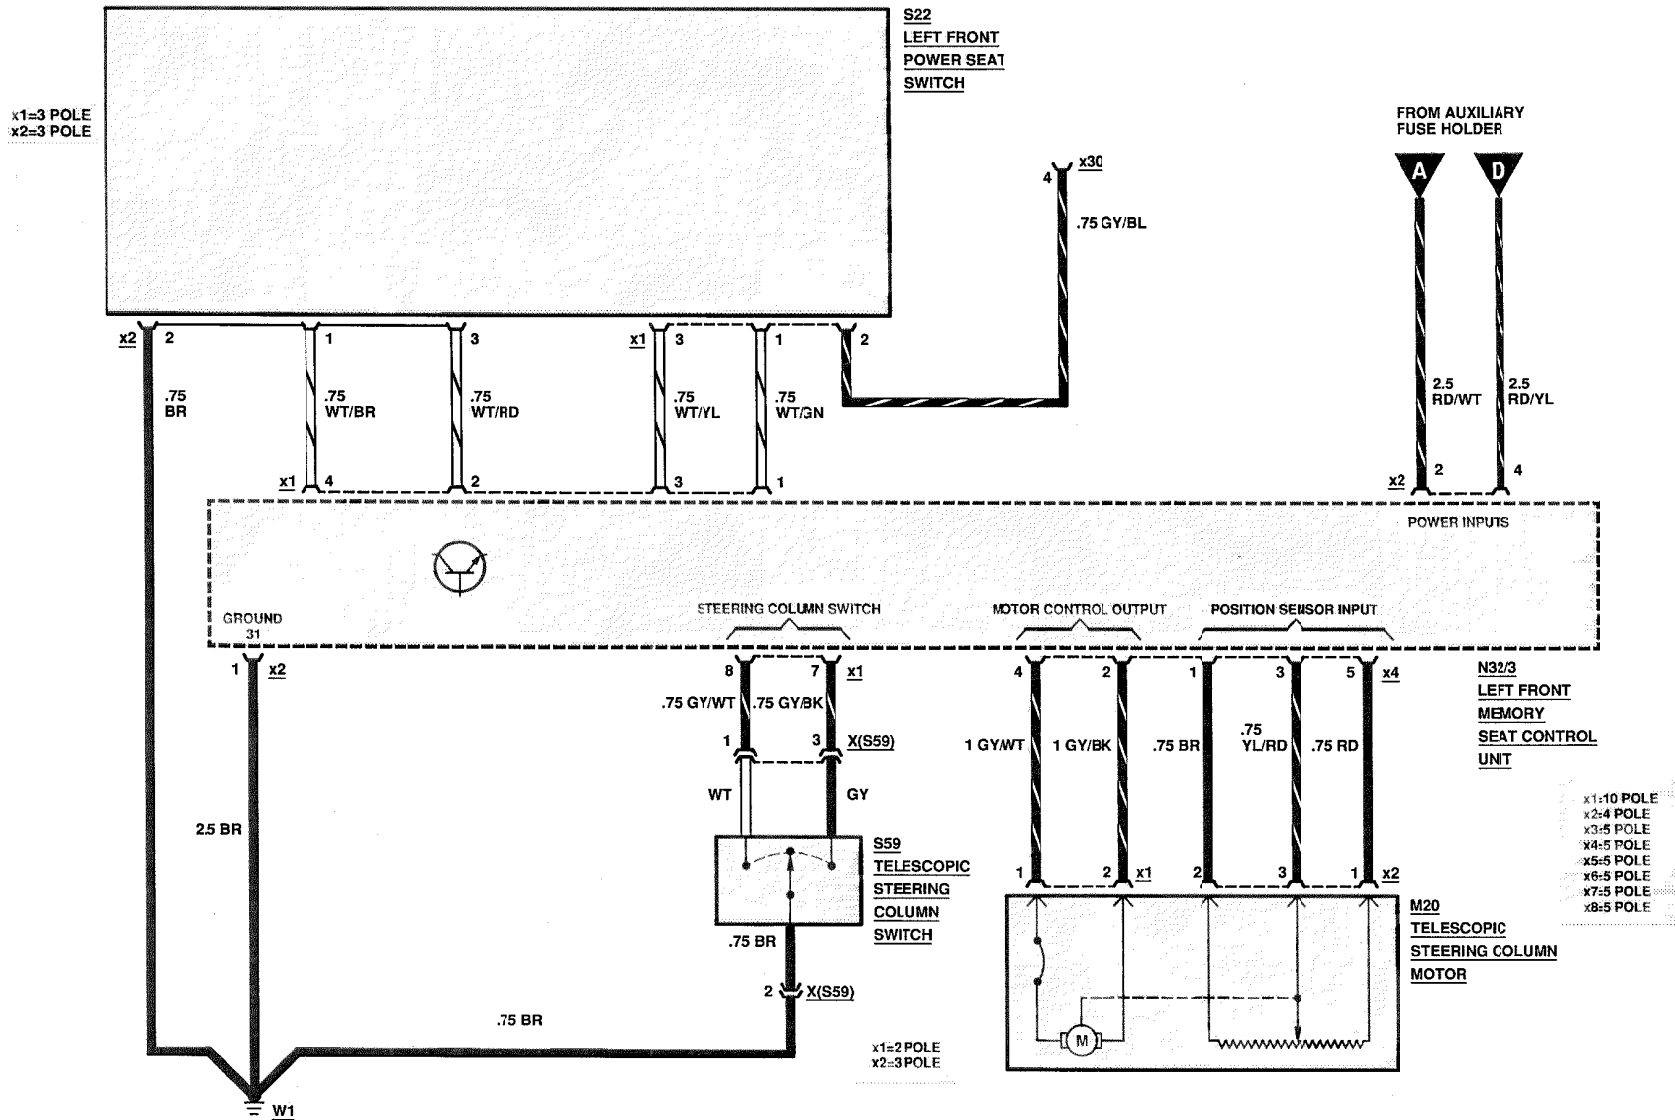 S22
LEFT FRONT
POWER SEAT
SWITCH
x1=3 POLE
x2=3 POLE
FROM AUXILIARY
FUSE HOLDER
A D
x30
4
.75 GY/BL
x2 2 1 3 x1 3 1 2
.75
BR
.75
WT/BR
.75
WT/RD
.75
WT/YL
.75
WT/GN
2.5
RD/WT
2.5
RD/YL
x1 4 2 3 1
x2 2 4
POWER INPUTS
GROUND
31
STEERING COLUMN SWITCH
MOTOR CONTROL OUTPUT
POSITION SENSOR INPUT
1 x2
8 7 x1
4 2 1 3 5 x4
N32/3
LEFT FRONT
MEMORY
SEAT CONTROL
UNIT
.75 GY/WT .75 GY/BK
1 3 X(S59)
1 GY/WT 1 GY/BK .75 BR
.75
YL/RD
.75 RD
WT GY
x1=10 POLE
x2=4 POLE
x3=5 POLE
x4=5 POLE
x5=5 POLE
x6=5 POLE
x7=5 POLE
x8=5 POLE
2.5 BR
S59
TELESCOPIC
STEERING
COLUMN
SWITCH
1 2 x1 2 3 1 x2
M20
TELESCOPIC
STEERING COLUMN
MOTOR
.75 BR
2 X(S59)
.75 BR
M
x1=2 POLE
x2=3 POLE
W1